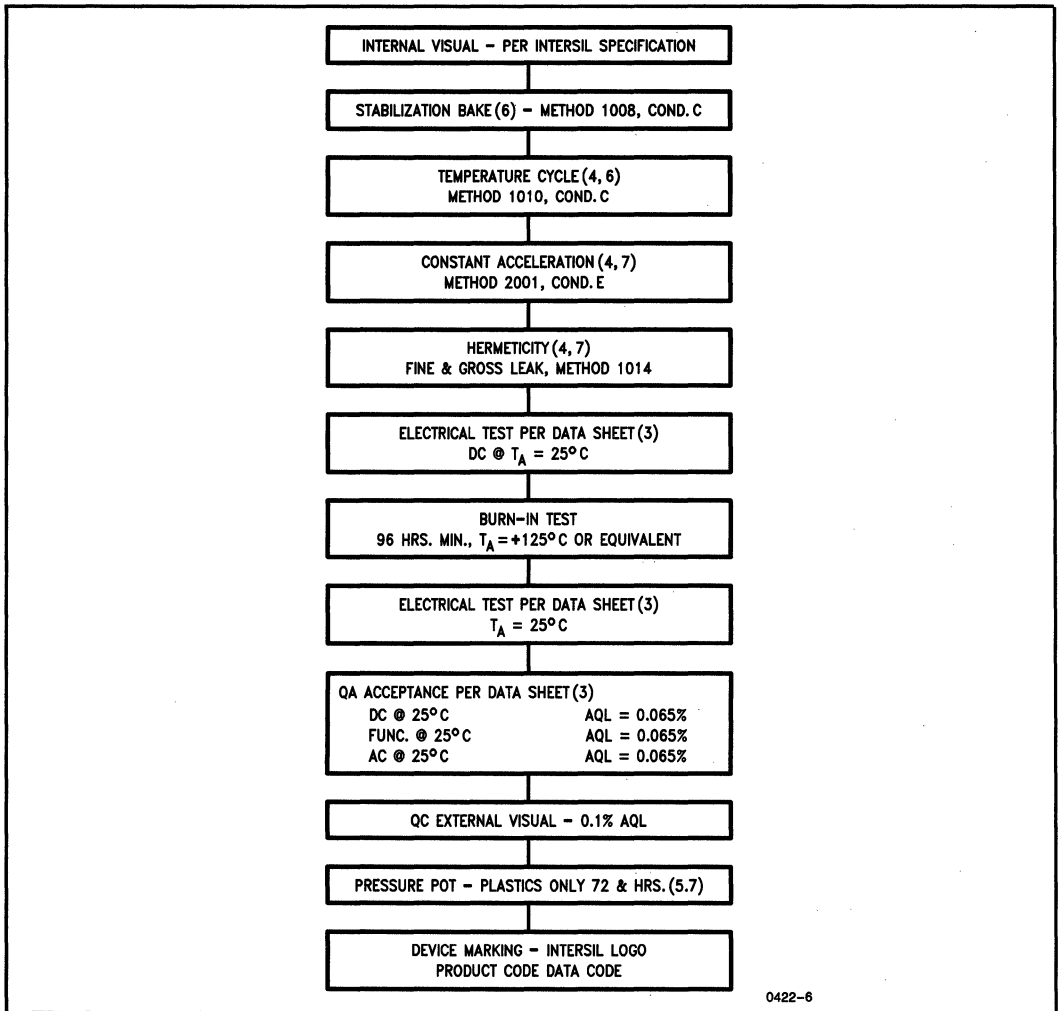 INTERNAL VISUAL – PER INTERSIL SPECIFICATION
STABILIZATION BAKE(6) – METHOD 1008, COND. C
TEMPERATURE CYCLE(4, 6)
METHOD 1010, COND. C
CONSTANT ACCELERATION(4, 7)
METHOD 2001, COND. E
HERMETICITY(4, 7)
FINE & GROSS LEAK, METHOD 1014
ELECTRICAL TEST PER DATA SHEET(3)
DC @ TA = 25°C
BURN–IN TEST
96 HRS. MIN., TA = +125°C OR EQUIVALENT
ELECTRICAL TEST PER DATA SHEET(3)
TA = 25°C
QA ACCEPTANCE PER DATA SHEET(3)
DC @ 25°C AQL = 0.065%
FUNC. @ 25°C AQL = 0.065%
AC @ 25°C AQL = 0.065%
QC EXTERNAL VISUAL – 0.1% AQL
PRESSURE POT – PLASTICS ONLY 72 & HRS.(5.7)
DEVICE MARKING – INTERSIL LOGO
PRODUCT CODE DATA CODE
0422–6